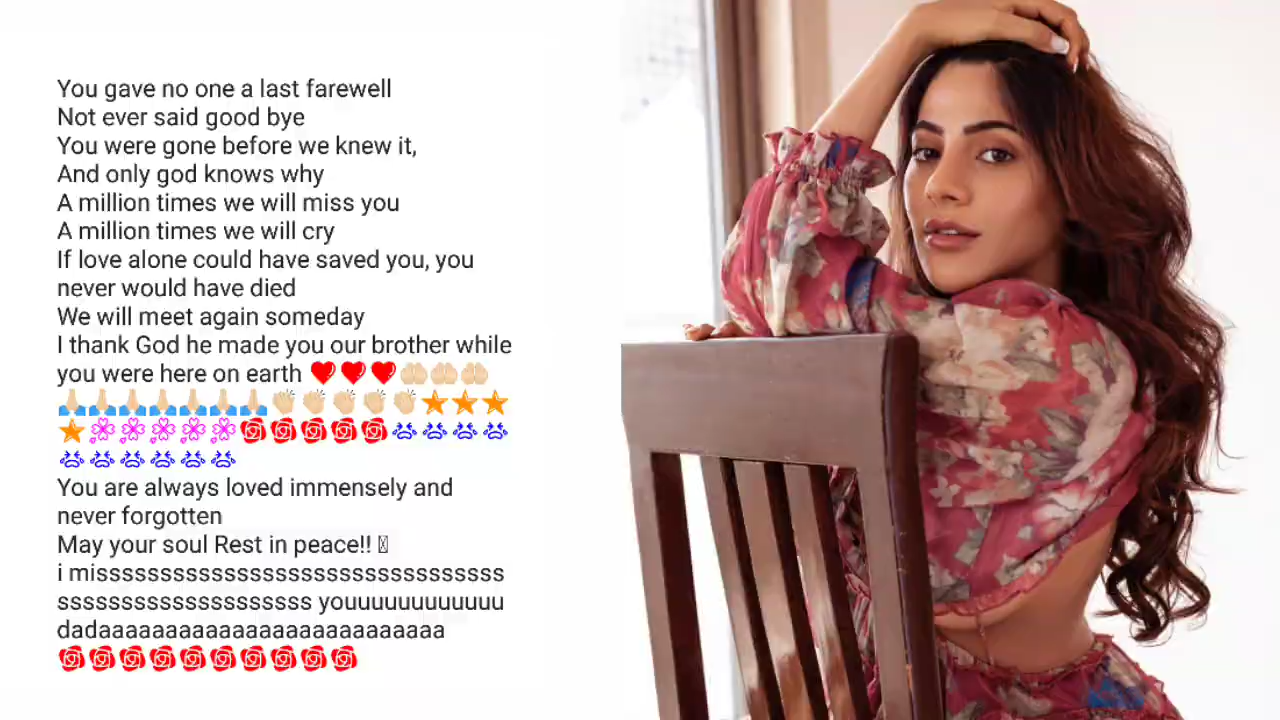 You gave no one a last farewell
Not ever said good bye
You were gone before we knew it,
And only god knows why
A million times we will miss you
A million times we will cry
If love alone could have saved you, you
never would have died
We will meet again someday
I thank God he made you our brother while
you were here on earth ❤️❤️❤️🤲🏻🤲🏻🤲🏻
🙏🏻🙏🏻🙏🏻🙏🏻🙏🏻🙏🏻🙏🏻👏🏻👏🏻👏🏻👏🏻👏🏻⭐⭐⭐
⭐💮💮💮💮💮🌹🌹🌹🌹🌹😭😭😭😭
😭😭😭😭😭😭
You are always loved immensely and
never forgotten
May your soul Rest in peace!!
i missssssssssssssssssssssssssssssss
ssssssssssssssssssss youuuuuuuuuuuuu
dadaaaaaaaaaaaaaaaaaaaaaaaaaa
🌹🌹🌹🌹🌹🌹🌹🌹🌹🌹